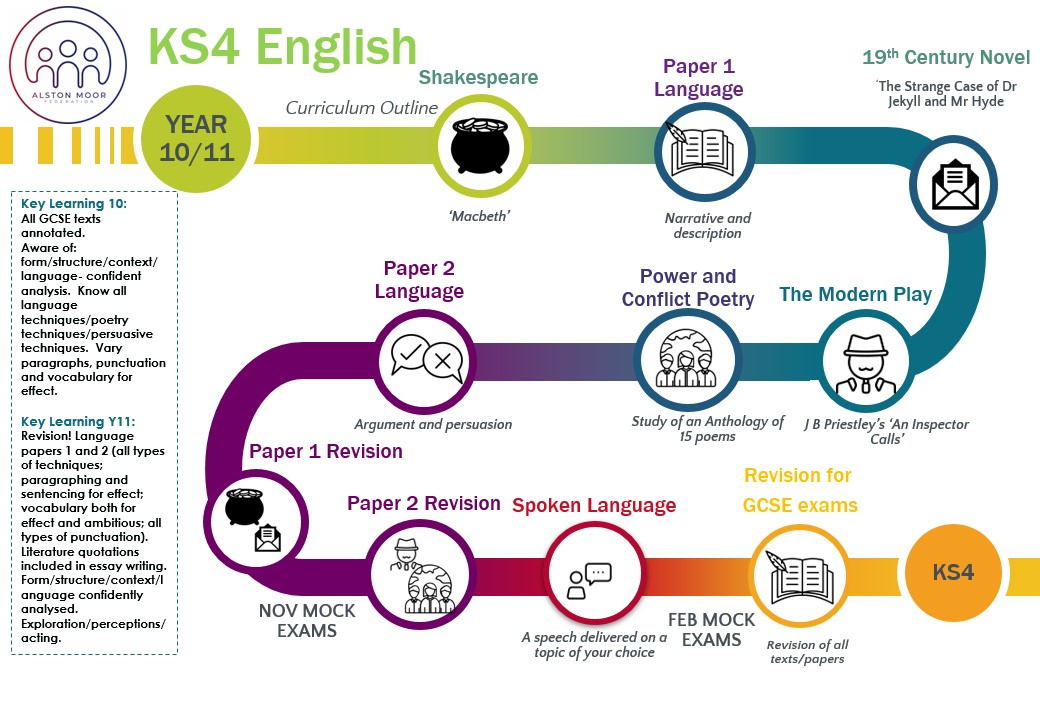 ALSTON MOOR
FEDERATION
KS4 English
Curriculum Outline
YEAR
10/11
Shakespeare
'Macbeth'
Paper 1
Language
Narrative and
description
19th Century Novel
'The Strange Case of Dr
Jekyll and Mr Hyde
Key Learning 10:
All GCSE texts
annotated.
Aware of:
form/structure/context/
language- confident
analysis. Know all
language
techniques/poetry
techniques/persuasive
techniques. Vary
paragraphs, punctuation
and vocabulary for
effect.
Key Learning Y11:
Revision! Language
papers 1 and 2 (all types
of techniques;
paragraphing and
sentencing for effect;
vocabulary both for
effect and ambitious; all
types of punctuation).
Literature quotations
included in essay writing.
Form/structure/context/l
anguage confidently
analysed.
Exploration/perceptions/
acting.
The Modern Play
J B Priestley's 'An Inspector
Calls'
Power and
Conflict Poetry
Study of an Anthology of
15 poems
Paper 2
Language
Argument and persuasion
Paper 1 Revision
NOV MOCK
EXAMS
Paper 2 Revision
Spoken Language
A speech delivered on a
topic of your choice
FEB MOCK
EXAMS
Revision for
GCSE exams
Revision of all
texts/papers
KS4